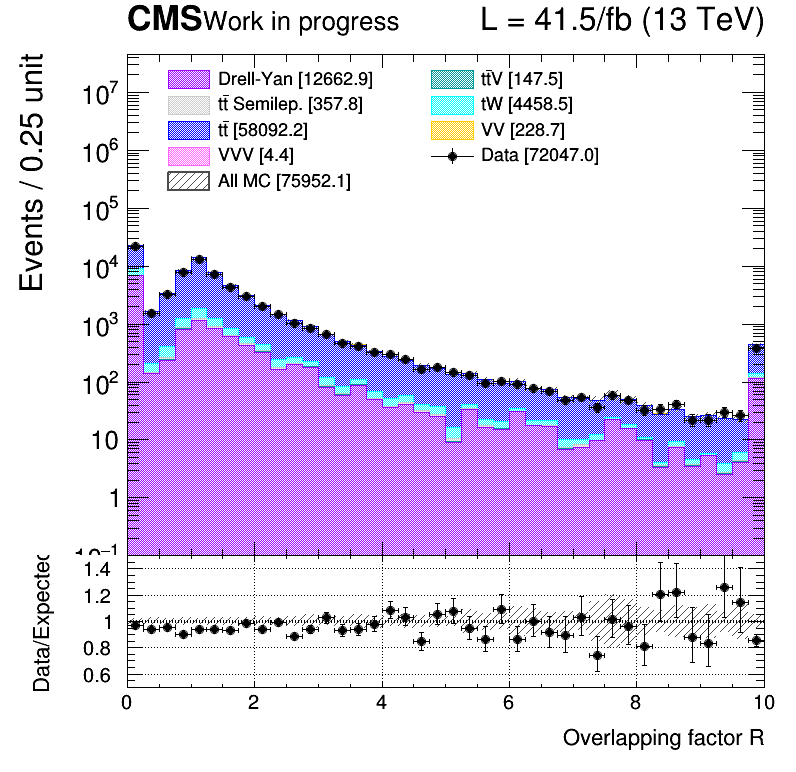 CMS Work in progress L = 41.5/fb (13 TeV)
Drell-Yan [12662.9] tt̄V [147.5]
tt̄ Semilep. [357.8] tW [4458.5]
tt̄ [58092.2] VV [228.7]
VVV [4.4] Data [72047.0]
All MC [75952.1]
Events / 0.25 unit
10⁷
10⁶
10⁵
10⁴
10³
10²
10
1
10⁻¹
Data/Expected
1.4
1.2
1
0.8
0.6
0 2 4 6 8 10
Overlapping factor R